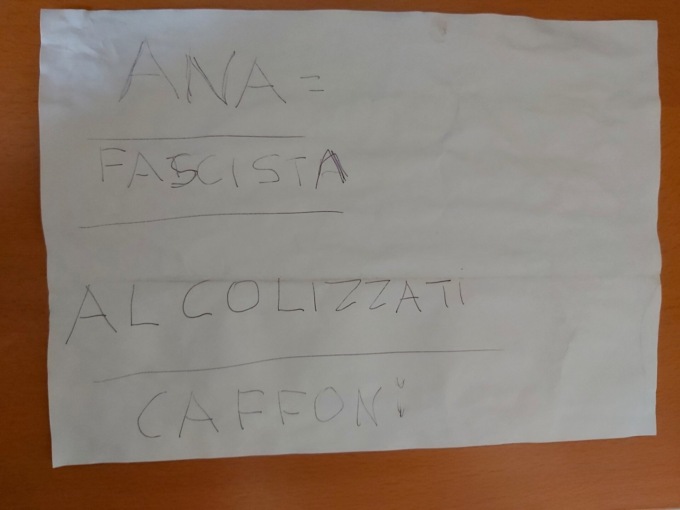 ANA =
FASCISTA
ALCOLIZZATI
CAFFONi